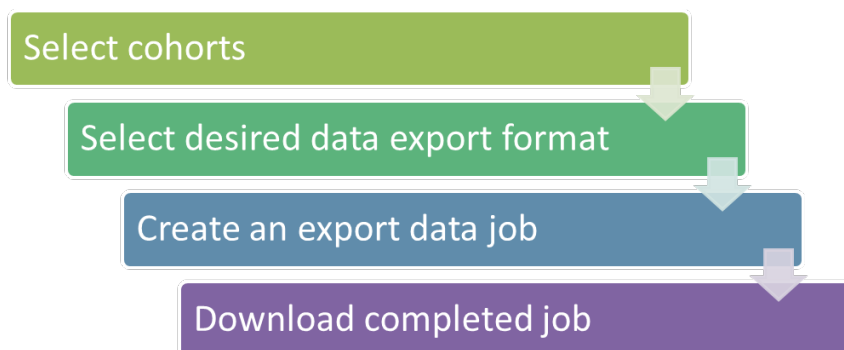 Select cohorts
Select desired data export format
Create an export data job
Download completed job